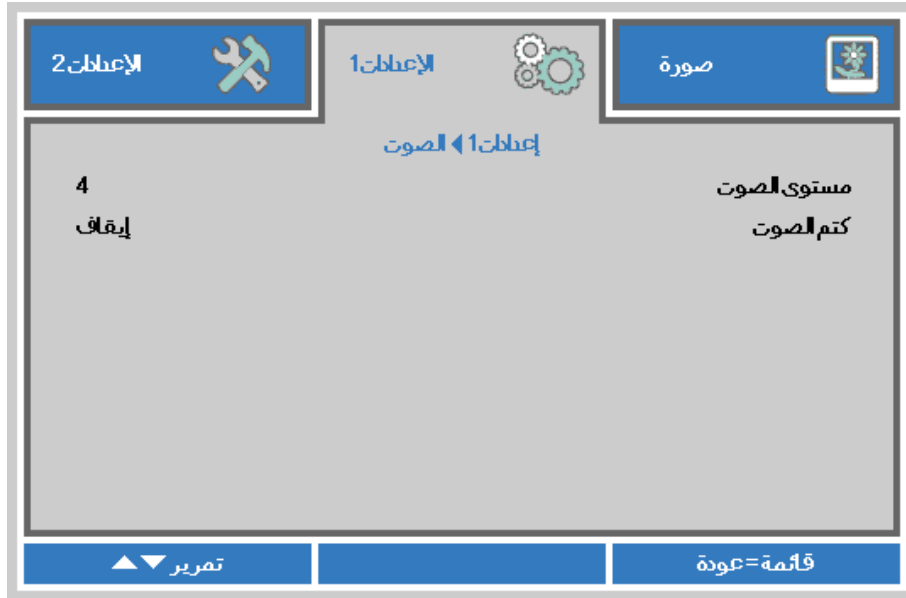 صورة
الإعدادات1
الإعدادات2
إعدادات1 ◀ الصوت
مستوى الصوت 4
كتم الصوت إيقاف
قائمة=عودة
تمرير ▼▲